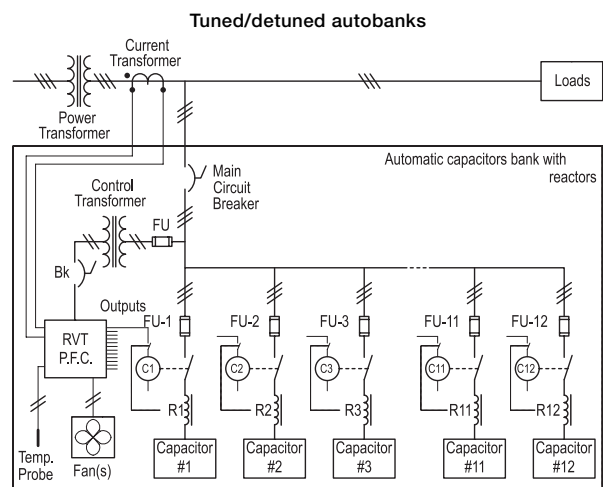 Tuned/detuned autobanks
Current
Transformer
Power
Transformer
Loads
Automatic capacitors bank with
reactors
Main
Circuit
Breaker
Control
Transformer
FU
Bk
Outputs
RVT
P.F.C.
FU-1
FU-2
FU-3
FU-11
FU-12
C1
C2
C3
C11
C12
R1
R2
R3
R11
R12
Temp.
Probe
Fan(s)
Capacitor
#1
Capacitor
#2
Capacitor
#3
Capacitor
#11
Capacitor
#12